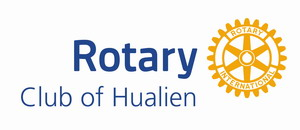 Rotary
Club of Hualien
ROTARY
INTERNATIONAL